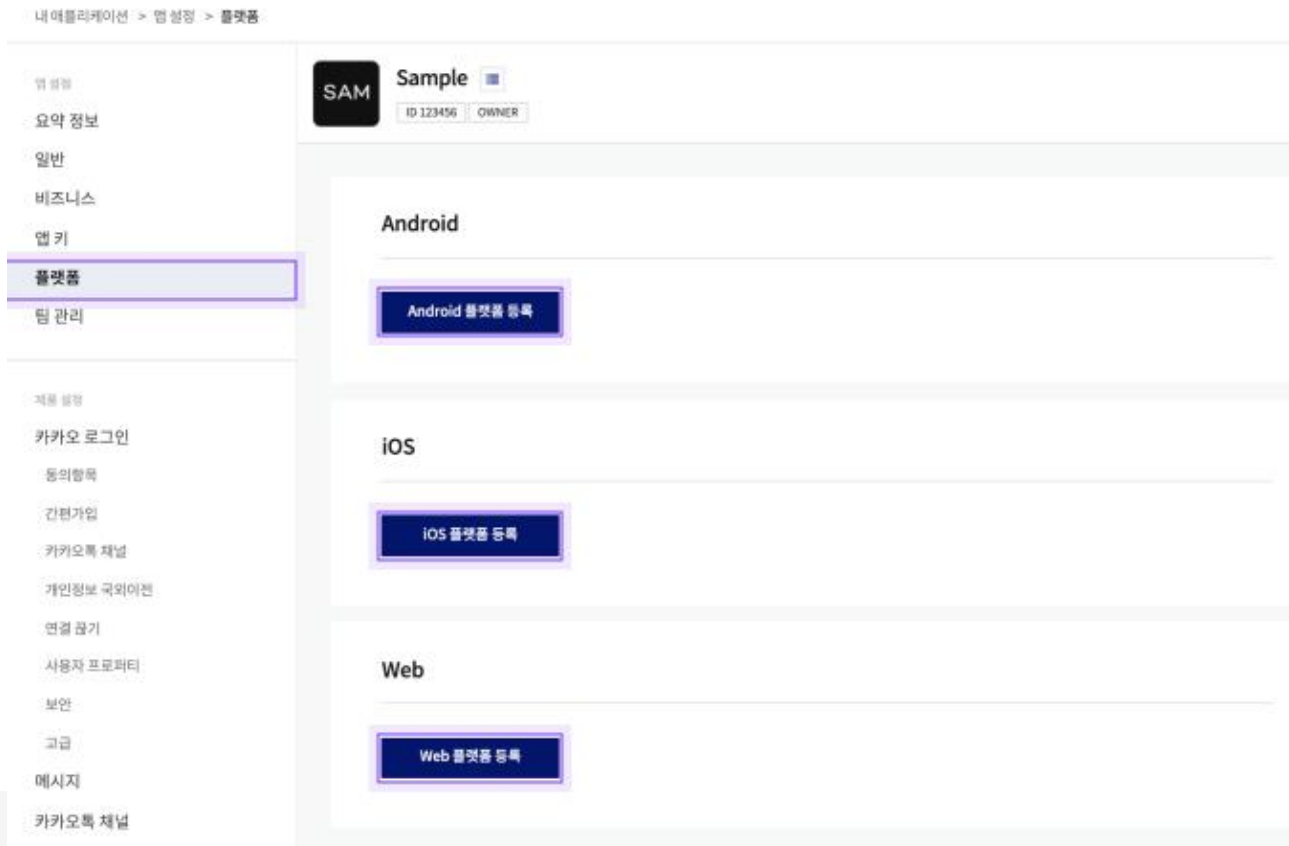 내 애플리케이션 > 앱 설정 > 플랫폼
앱 설정
요약 정보
일반
비즈니스
앱 키
플랫폼
팀 관리
제품 설정
카카오 로그인
동의항목
간편가입
카카오톡 채널
개인정보 국외이전
연결 끊기
사용자 프로퍼티
보안
고급
메시지
카카오톡 채널
SAM
Sample
ID 123456
OWNER
Android
Android 플랫폼 등록
iOS
iOS 플랫폼 등록
Web
Web 플랫폼 등록